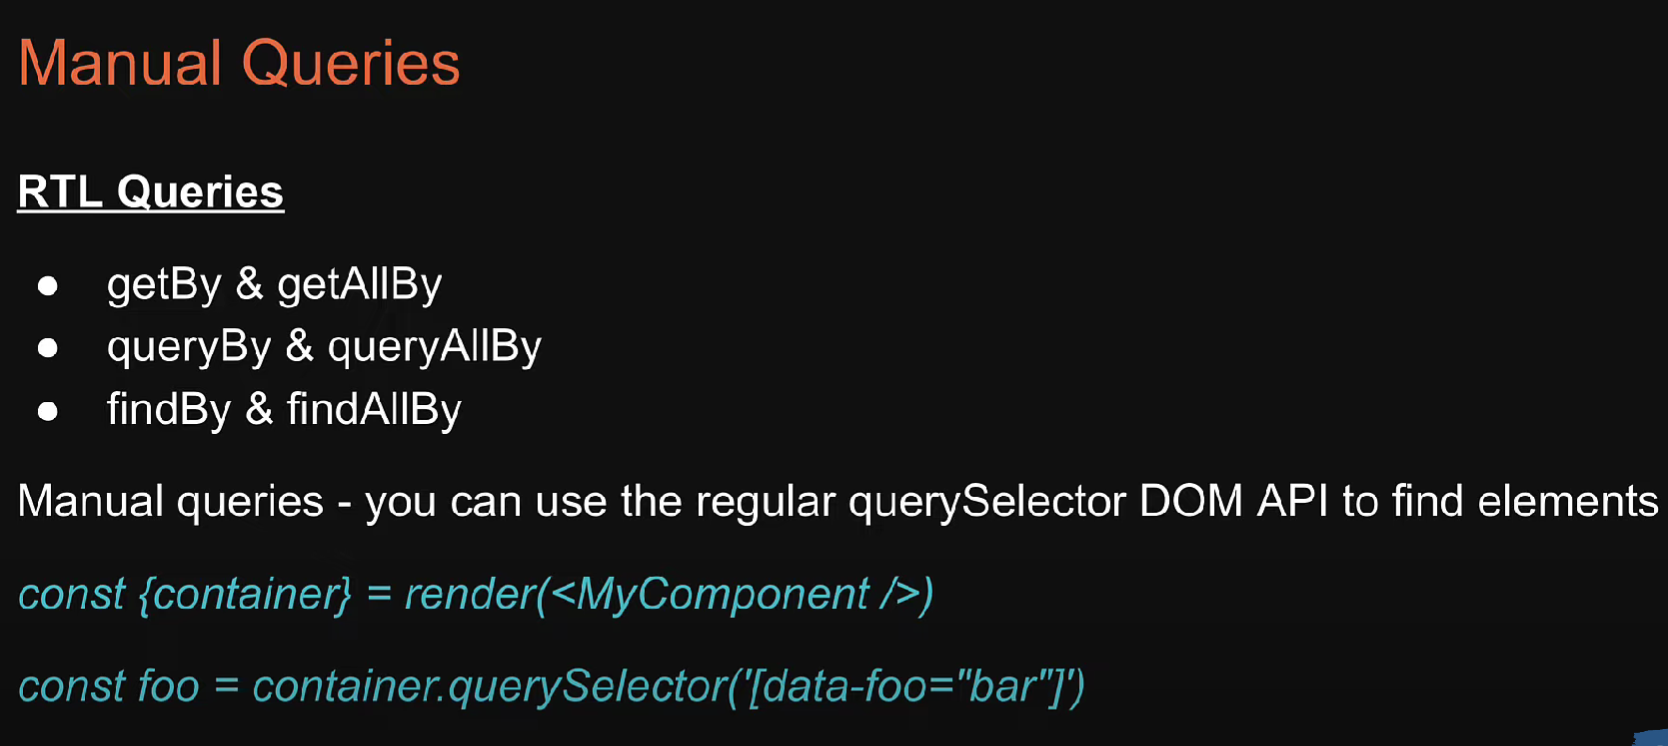 Manual Queries
RTL Queries
● getBy & getAllBy
● queryBy & queryAllBy
● findBy & findAllBy
Manual queries - you can use the regular querySelector DOM API to find elements
const {container} = render(<MyComponent />)
const foo = container.querySelector('[data-foo="bar"]')